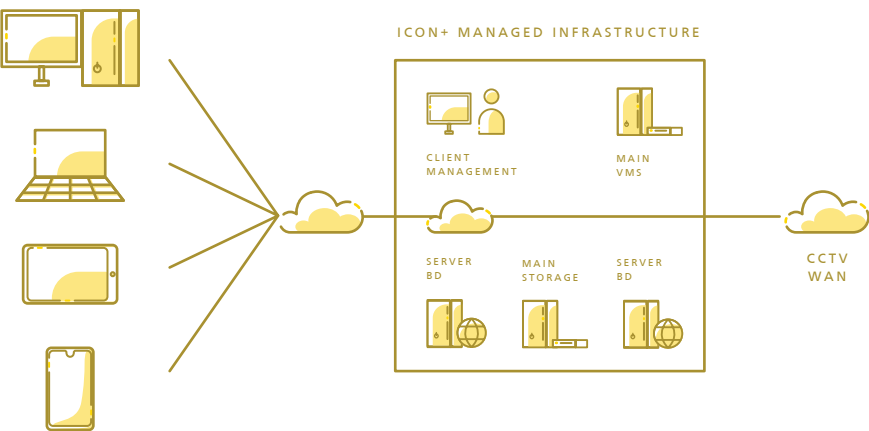 ICON+ MANAGED INFRASTRUCTURE
CLIENT
MANAGEMENT
MAIN
VMS
SERVER
BD
MAIN
STORAGE
SERVER
BD
CCTV
WAN